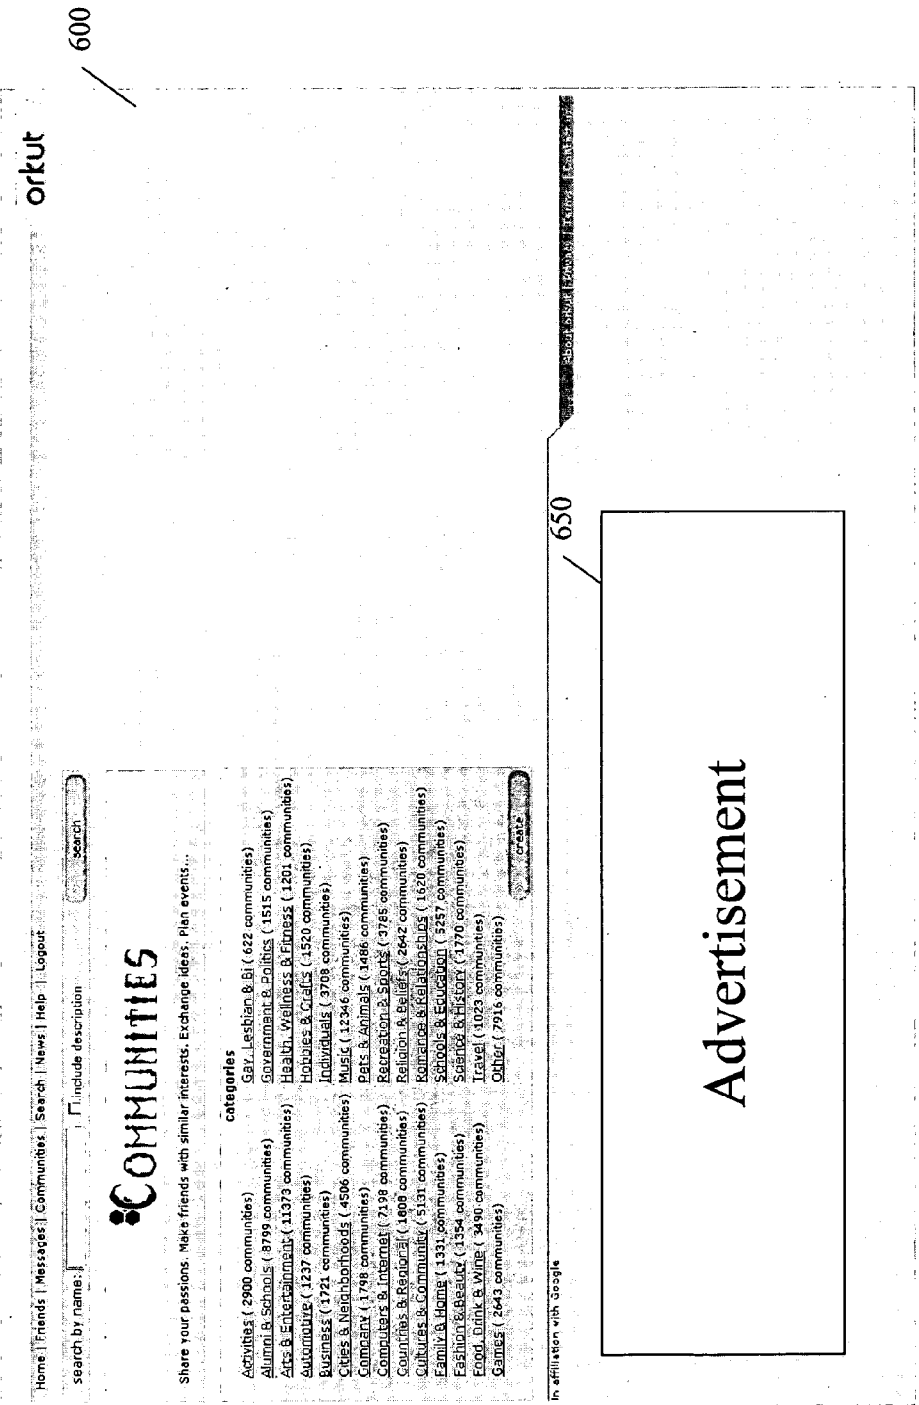 600
orkut
Home | Friends | Messages | Communities | Search | News | Help | Logout
search by name: Include description search
COMMUNITIES
Share your passions. Make friends with similar interests. Exchange ideas. Plan events...
categories
Activities ( 2900 communities)
Alumni & Schools ( 8799 communities)
Arts & Entertainment ( 11373 communities)
Automotive ( 1237 communities)
Business ( 1721 communities)
Cities & Neighborhoods ( 4506 communities)
Company ( 1798 communities)
Computers & Internet ( 7198 communities)
Countries & Regional ( 1808 communities)
Cultures & Community ( 5131 communities)
Family & Home ( 1331 communities)
Fashion & Beauty ( 1354 communities)
Food, Drink & Wine ( 3490 communities)
Games ( 2643 communities)
Gay, Lesbian & Bi ( 622 communities)
Government & Politics ( 1515 communities)
Health, Wellness & Fitness ( 1201 communities)
Hobbies & Crafts ( 1520 communities)
Individuals ( 3708 communities)
Music ( 12346 communities)
Pets & Animals ( 1486 communities)
Recreation & Sports ( 3785 communities)
Religion & Beliefs ( 2642 communities)
Romance & Relationships ( 1620 communities)
Schools & Education ( 5257 communities)
Science & History ( 1770 communities)
Travel ( 1023 communities)
Other ( 7916 communities)
create
In affiliation with Google
About orkut
650
Advertisement